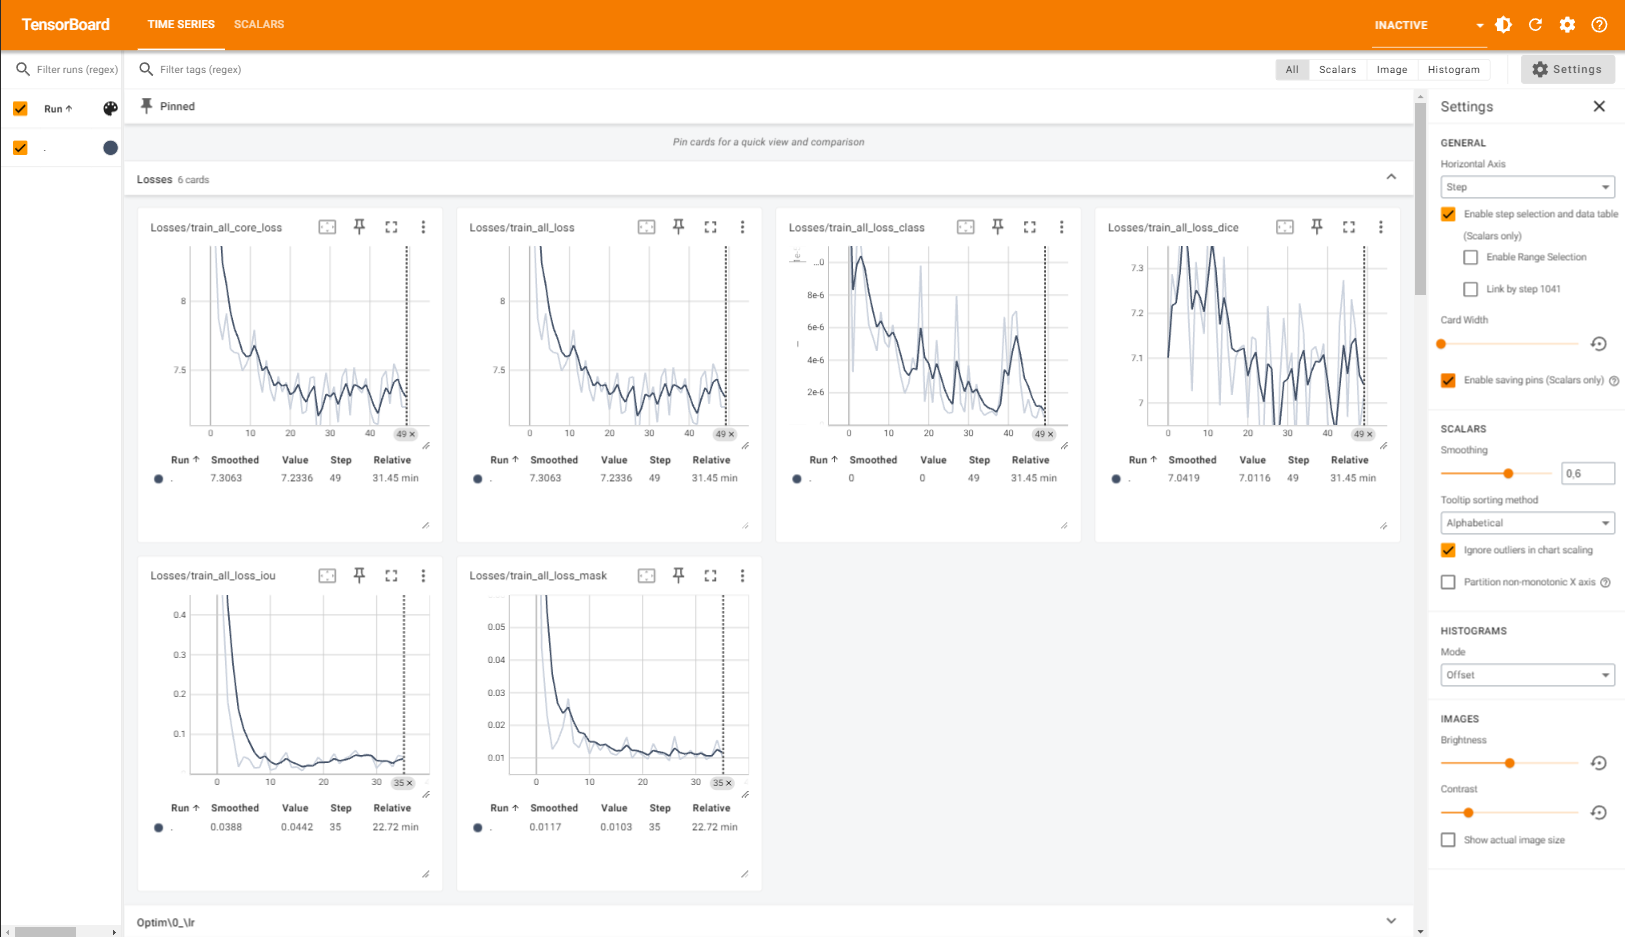 TensorBoard TIME SERIES SCALARS INACTIVE
Filter runs (regex) Filter tags (regex) All Scalars Image Histogram Settings
Run ↑ Pinned
. Pin cards for a quick view and comparison
Losses 6 cards
Losses/train_all_core_loss
8
7.5
0 10 20 30 40 49 ×
Run ↑ Smoothed Value Step Relative
. 7.3063 7.2336 49 31.45 min
Losses/train_all_loss
8
7.5
0 10 20 30 40 49 ×
Run ↑ Smoothed Value Step Relative
. 7.3063 7.2336 49 31.45 min
Losses/train_all_loss_class
...0
8e-6
6e-6
4e-6
2e-6
0 10 20 30 40 49 ×
Run ↑ Smoothed Value Step Relative
. 0 0 49 31.45 min
Losses/train_all_loss_dice
7.3
7.2
7.1
7
0 10 20 30 40 49 ×
Run ↑ Smoothed Value Step Relative
. 7.0419 7.0116 49 31.45 min
Losses/train_all_loss_iou
0.4
0.3
0.2
0.1
0 10 20 30 35 ×
Run ↑ Smoothed Value Step Relative
. 0.0388 0.0442 35 22.72 min
Losses/train_all_loss_mask
0.05
0.04
0.03
0.02
0.01
0 10 20 30 35 ×
Run ↑ Smoothed Value Step Relative
. 0.0117 0.0103 35 22.72 min
Optim\0_\lr
Settings
GENERAL
Horizontal Axis
Step
Enable step selection and data table
(Scalars only)
Enable Range Selection
Link by step 1041
Card Width
Enable saving pins (Scalars only)
SCALARS
Smoothing
0,6
Tooltip sorting method
Alphabetical
Ignore outliers in chart scaling
Partition non-monotonic X axis
HISTOGRAMS
Mode
Offset
IMAGES
Brightness
Contrast
Show actual image size